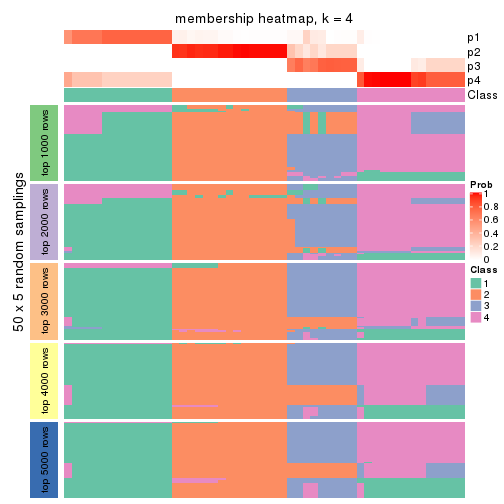 membership heatmap, k = 4
p1
p2
p3
p4
Class
50 x 5 random samplings
top 1000 rows
top 2000 rows
top 3000 rows
top 4000 rows
top 5000 rows
Prob
1
0.8
0.6
0.4
0.2
0
Class
1
2
3
4